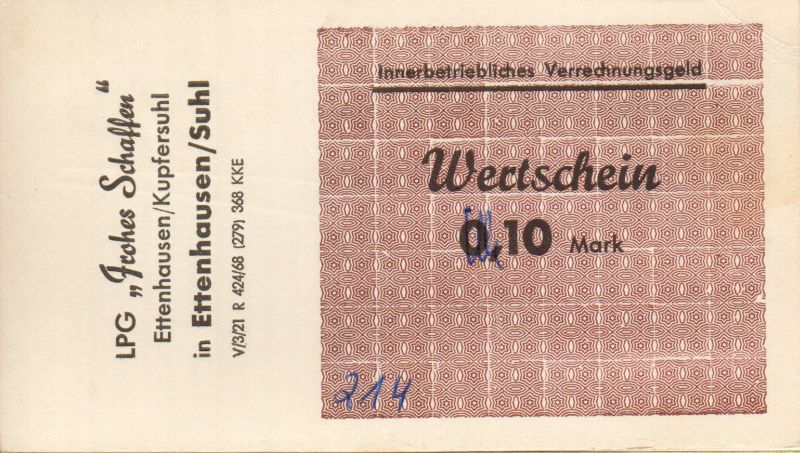 LPG „Frohes Schaffen“
Ettenhausen/Kupfersuhl
in Ettenhausen/Suhl
V/3/21 R 424/68 (279) 368 KKE
Innerbetriebliches Verrechnungsgeld
Wertschein
0,10 Mark
214